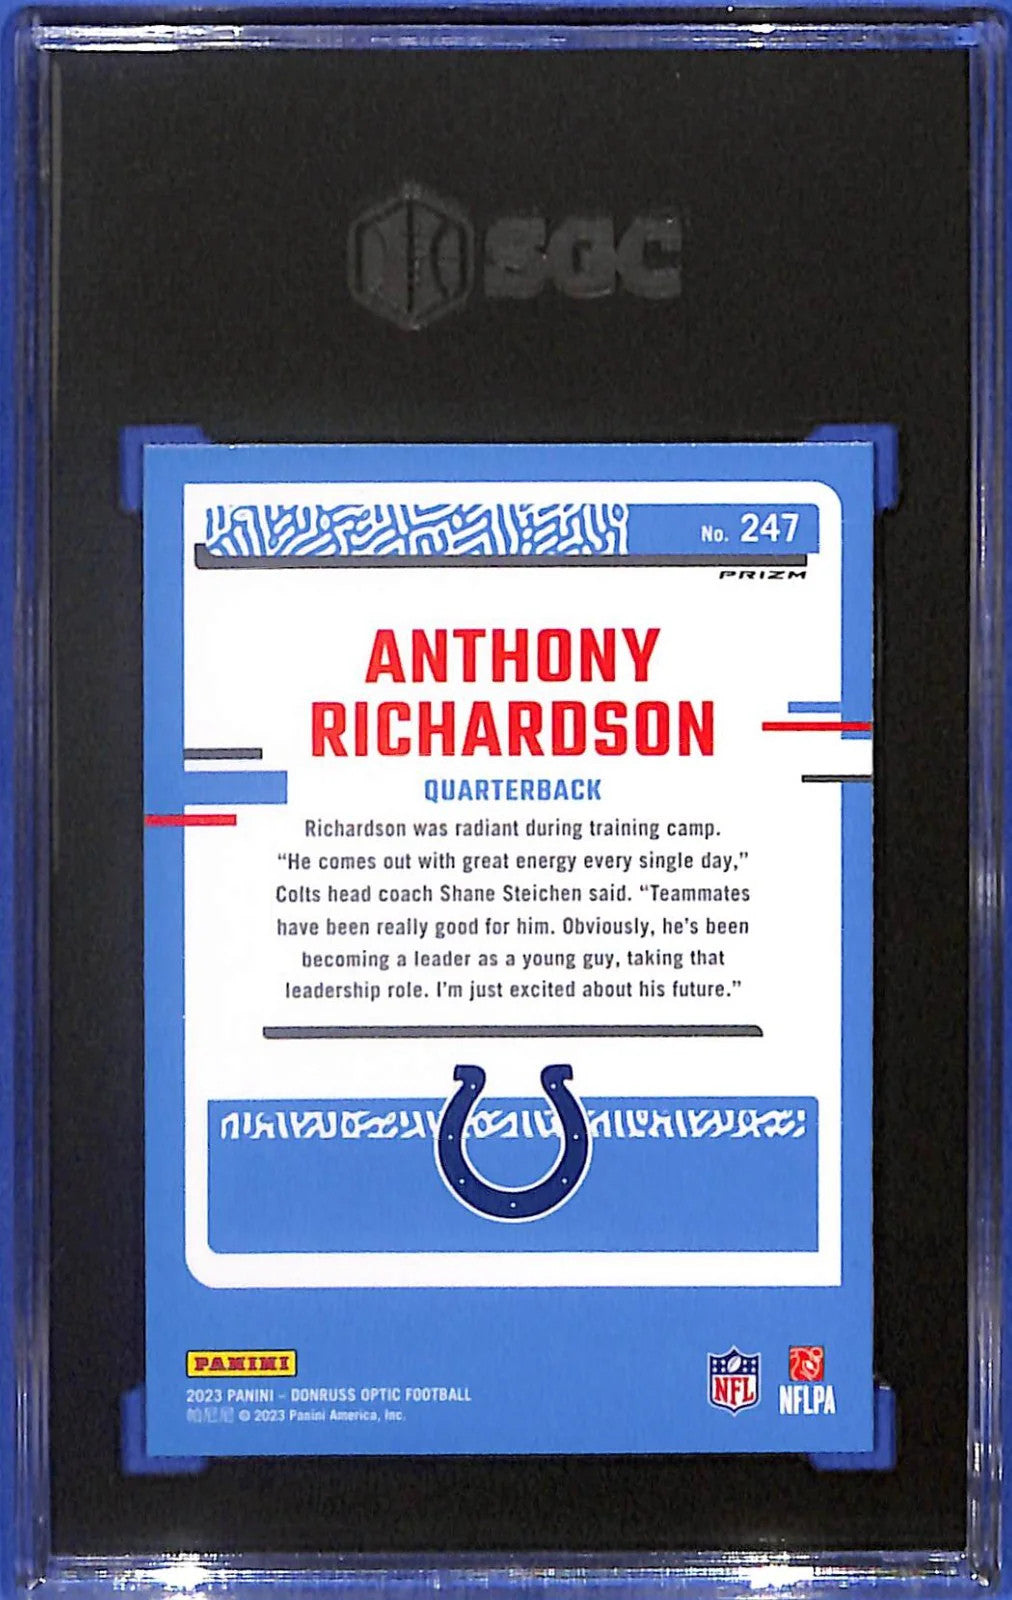 SGC
No. 247
PRIZM
ANTHONY
RICHARDSON
QUARTERBACK
Richardson was radiant during training camp.
“He comes out with great energy every single day,”
Colts head coach Shane Steichen said. “Teammates
have been really good for him. Obviously, he’s been
becoming a leader as a young guy, taking that
leadership role. I’m just excited about his future.”
PANINI
2023 PANINI – DONRUSS OPTIC FOOTBALL
帕尼尼 © 2023 Panini America, Inc.
NFL
NFLPA